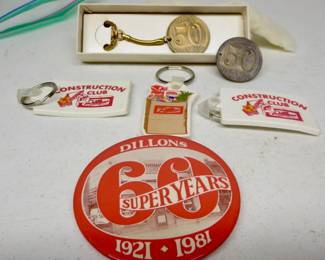 50
50
CONSTRUCTION
CLUB
CONSTRUCTION
CLUB
DILLONS
60
SUPER YEARS
1921 • 1981